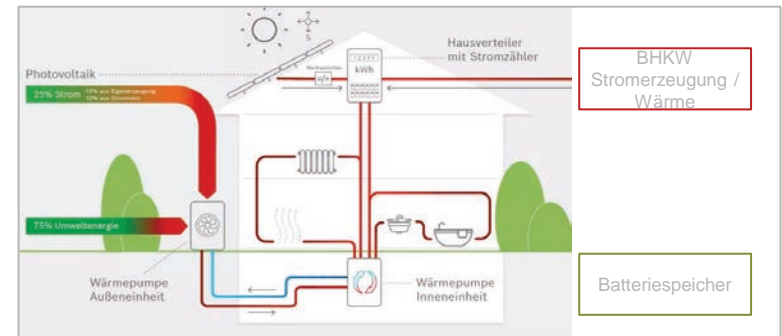 Photovoltaik
25% Strom
N
S
kWh
Hausverteiler
mit Stromzähler
75% Umweltenergie
Wärmepumpe
Außeneinheit
Wärmepumpe
Inneneinheit
BHKW
Stromerzeugung /
Wärme
Batteriespeicher